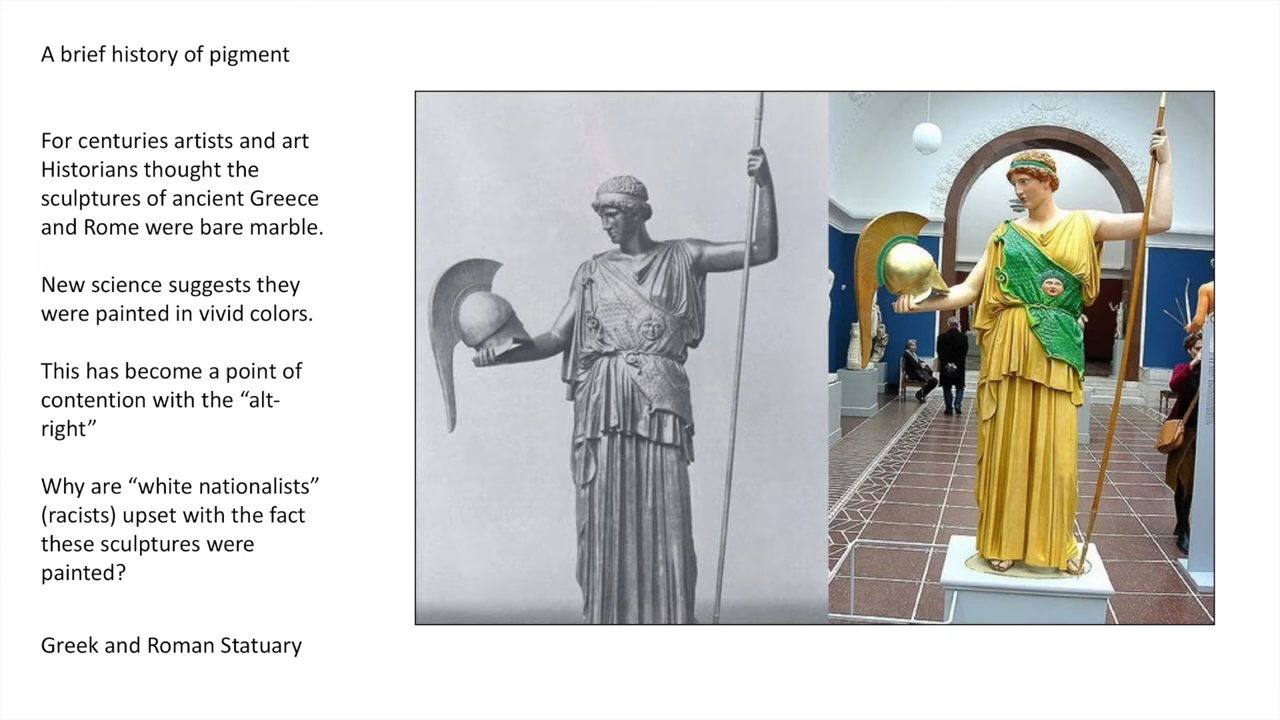 A brief history of pigment
For centuries artists and art
Historians thought the
sculptures of ancient Greece
and Rome were bare marble.
New science suggests they
were painted in vivid colors.
This has become a point of
contention with the “alt-
right”
Why are “white nationalists”
(racists) upset with the fact
these sculptures were
painted?
Greek and Roman Statuary